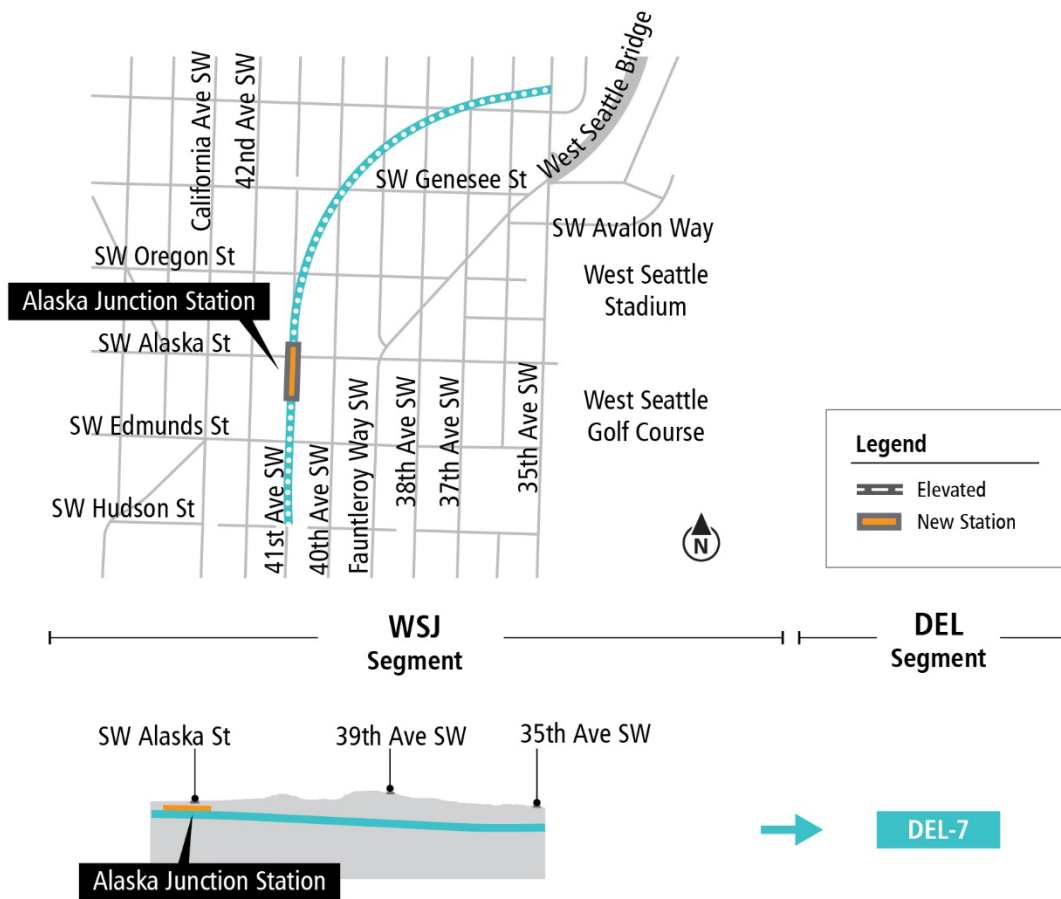 California Ave SW
42nd Ave SW
West Seattle Bridge
SW Genesee St
SW Avalon Way
SW Oregon St
West Seattle
Stadium
Alaska Junction Station
SW Alaska St
West Seattle
Golf Course
SW Edmunds St
SW Hudson St
41st Ave SW
40th Ave SW
Fauntleroy Way SW
38th Ave SW
37th Ave SW
35th Ave SW
N
Legend
Elevated
New Station
WSJ
Segment
DEL
Segment
SW Alaska St
39th Ave SW
35th Ave SW
DEL-7
Alaska Junction Station